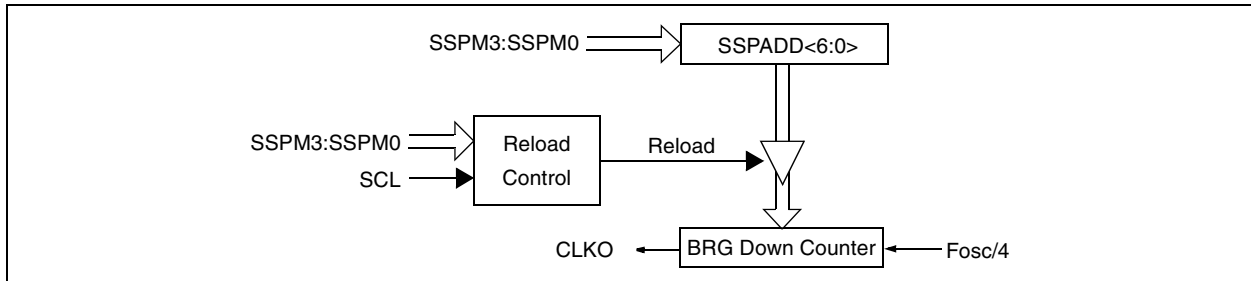 SSPM3:SSPM0
SSPADD<6:0>
SSPM3:SSPM0
SCL
Reload
Control
Reload
CLKO
BRG Down Counter
Fosc/4